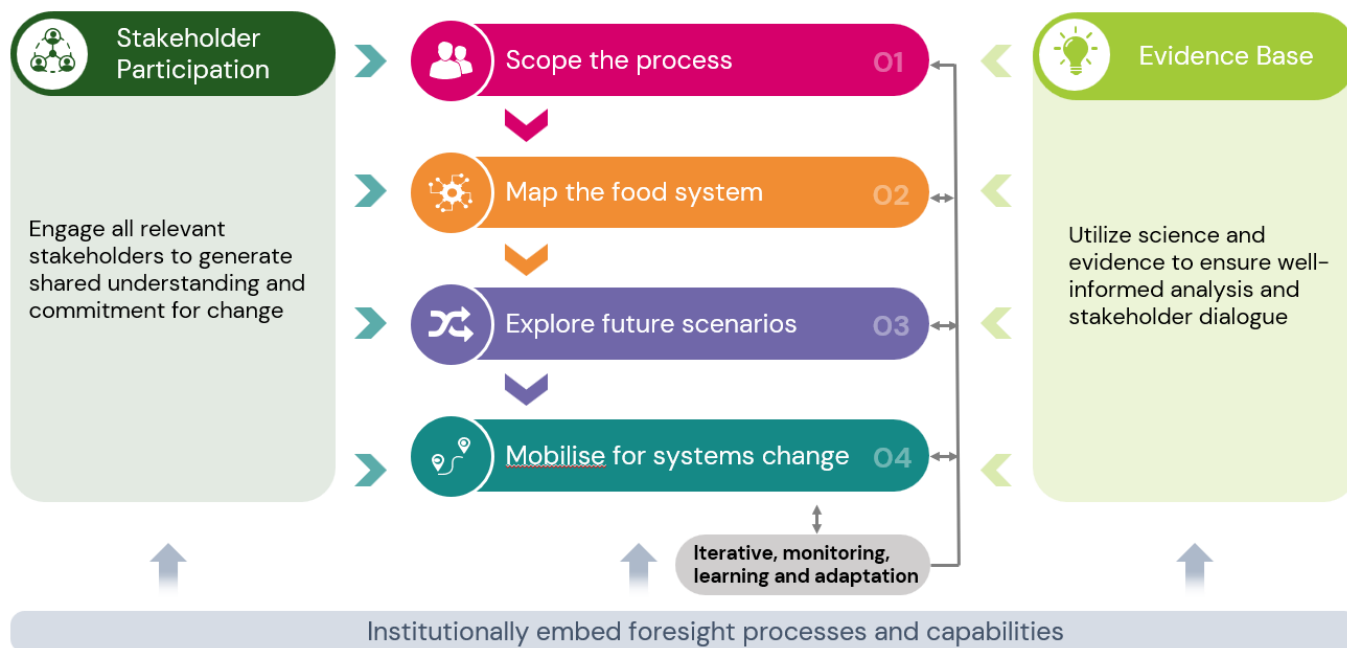 Stakeholder
Participation
Engage all relevant
stakeholders to generate
shared understanding and
commitment for change
Scope the process 01
Map the food system 02
Explore future scenarios 03
Mobilise for systems change 04
Iterative, monitoring,
learning and adaptation
Evidence Base
Utilize science and
evidence to ensure well-
informed analysis and
stakeholder dialogue
Institutionally embed foresight processes and capabilities